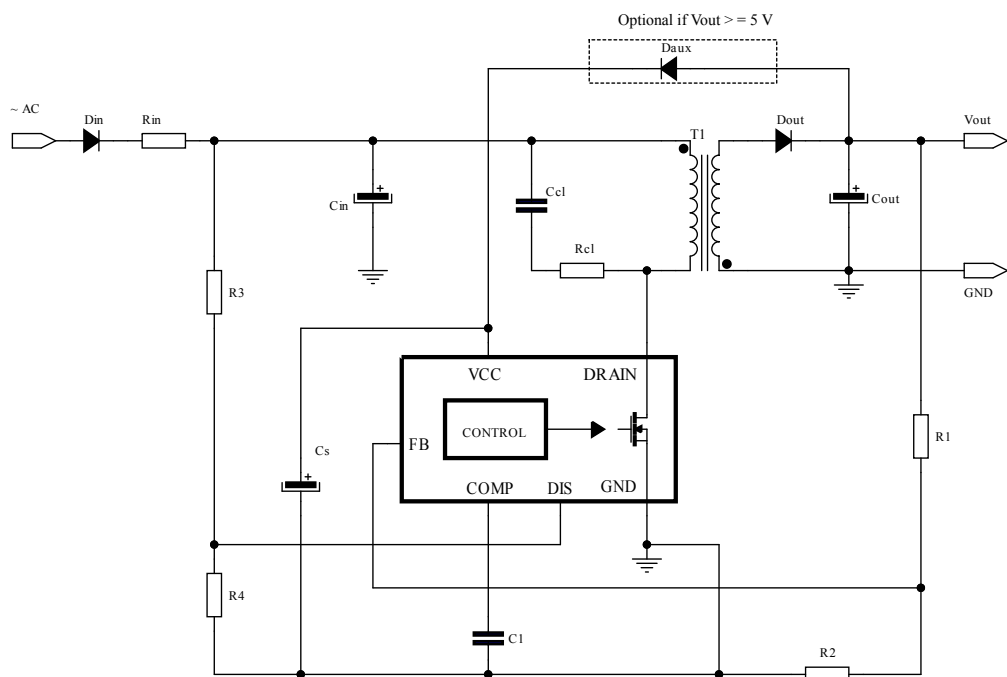 Optional if Vout > = 5 V
Daux
~ AC
Din
Rin
T1
Dout
Vout
Cin
+
Ccl
+
Cout
Rcl
GND
R3
VCC
DRAIN
CONTROL
FB
R1
Cs
+
COMP
DIS
GND
R4
C1
R2